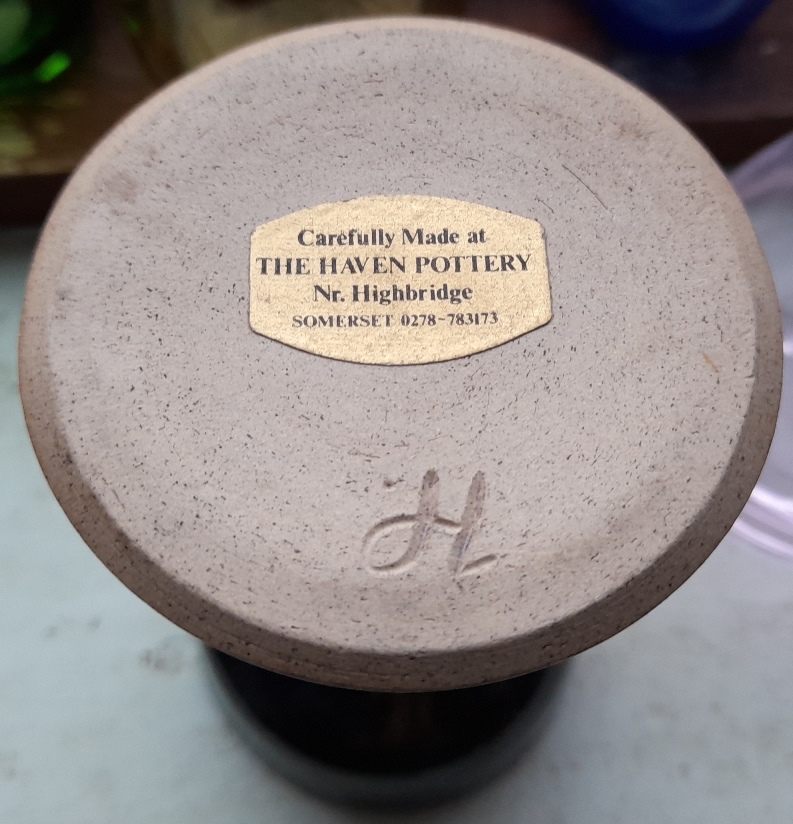 Carefully Made at
THE HAVEN POTTERY
Nr. Highbridge
SOMERSET 0278-783173
H